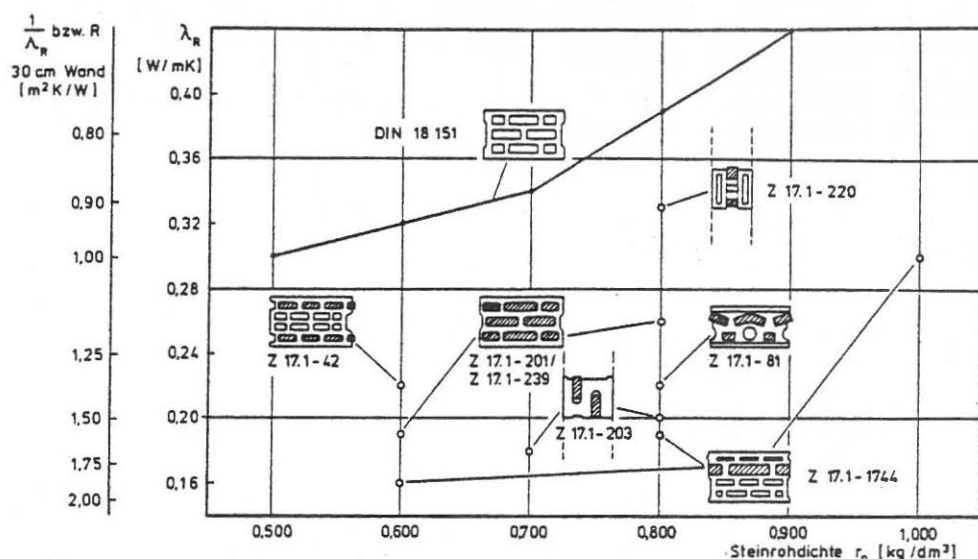 1/Λ_R bzw. R
30 cm Wand
[m²K/W]
λ_R
[W/mK]
0,40
0,36
0,32
0,28
0,24
0,20
0,16
0,80
0,90
1,00
1,25
1,50
1,75
2,00
DIN 18 151
Z 17.1-220
Z 17.1-42
Z 17.1-201/
Z 17.1-239
Z 17.1-81
Z 17.1-203
Z 17.1-1744
0,500
0,600
0,700
0,800
0,900
1,000
Steinrohdichte [kg/dm³]